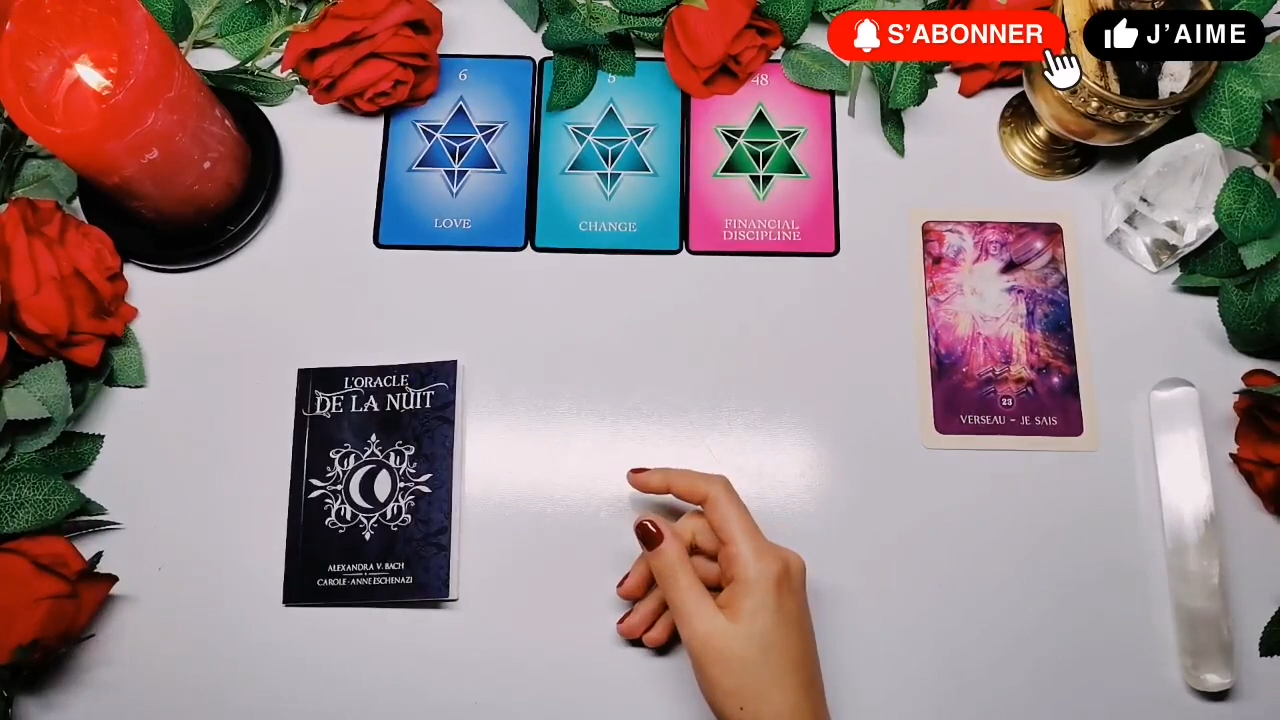 S'ABONNER
J'AIME
6
LOVE
CHANGE
48
FINANCIAL
DISCIPLINE
23
VERSEAU – JE SAIS
L'ORACLE
DE LA NUIT
ALEXANDRA V. BACH
CAROLE-ANNE ESCHENAZI